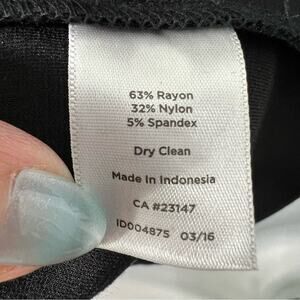 63% Rayon
32% Nylon
5% Spandex
Dry Clean
Made In Indonesia
CA #23147
ID004875 03/16